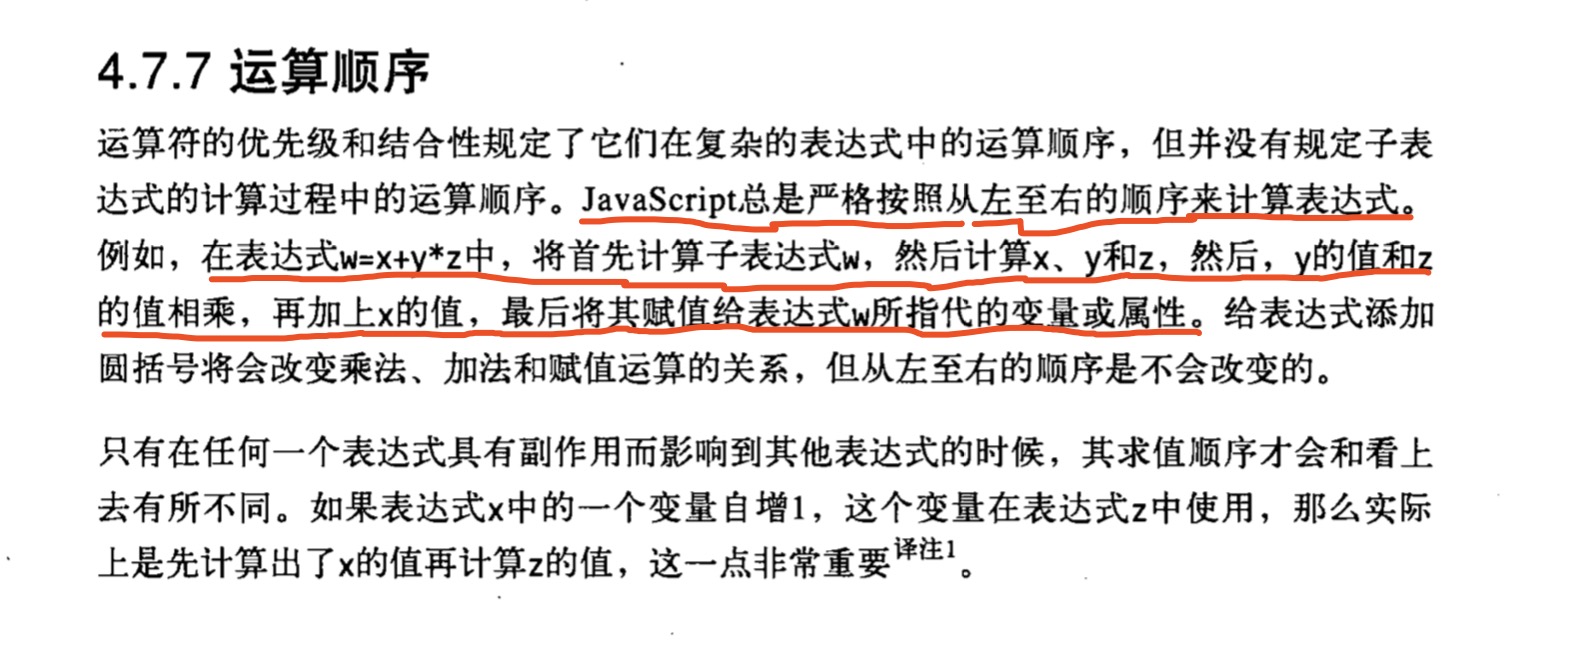 4.7.7 运算顺序
运算符的优先级和结合性规定了它们在复杂的表达式中的运算顺序，但并没有规定子表
达式的计算过程中的运算顺序。JavaScript总是严格按照从左至右的顺序来计算表达式。
例如，在表达式w=x+y*z中，将首先计算子表达式w，然后计算x、y和z，然后，y的值和z
的值相乘，再加上x的值，最后将其赋值给表达式w所指代的变量或属性。给表达式添加
圆括号将会改变乘法、加法和赋值运算的关系，但从左至右的顺序是不会改变的。
只有在任何一个表达式具有副作用而影响到其他表达式的时候，其求值顺序才会和看上
去有所不同。如果表达式x中的一个变量自增1，这个变量在表达式z中使用，那么实际
上是先计算出了x的值再计算z的值，这一点非常重要译注1。